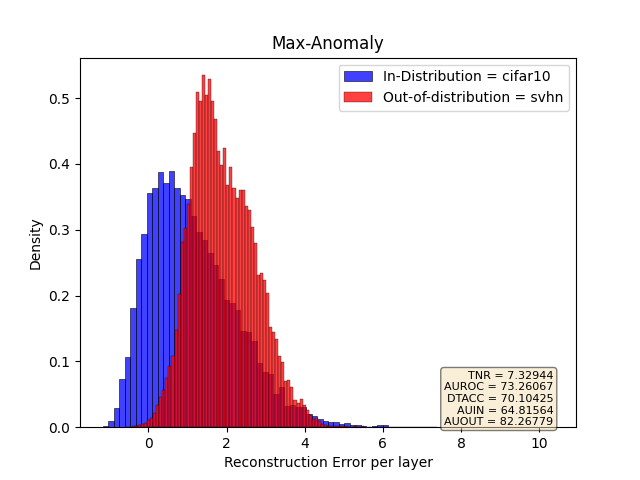 Max-Anomaly
In-Distribution = cifar10
Out-of-distribution = svhn
Density
0.5
0.4
0.3
0.2
0.1
0.0
TNR = 7.32944
AUROC = 73.26067
DTACC = 70.10425
AUIN = 64.81564
AUOUT = 82.26779
0 2 4 6 8 10
Reconstruction Error per layer